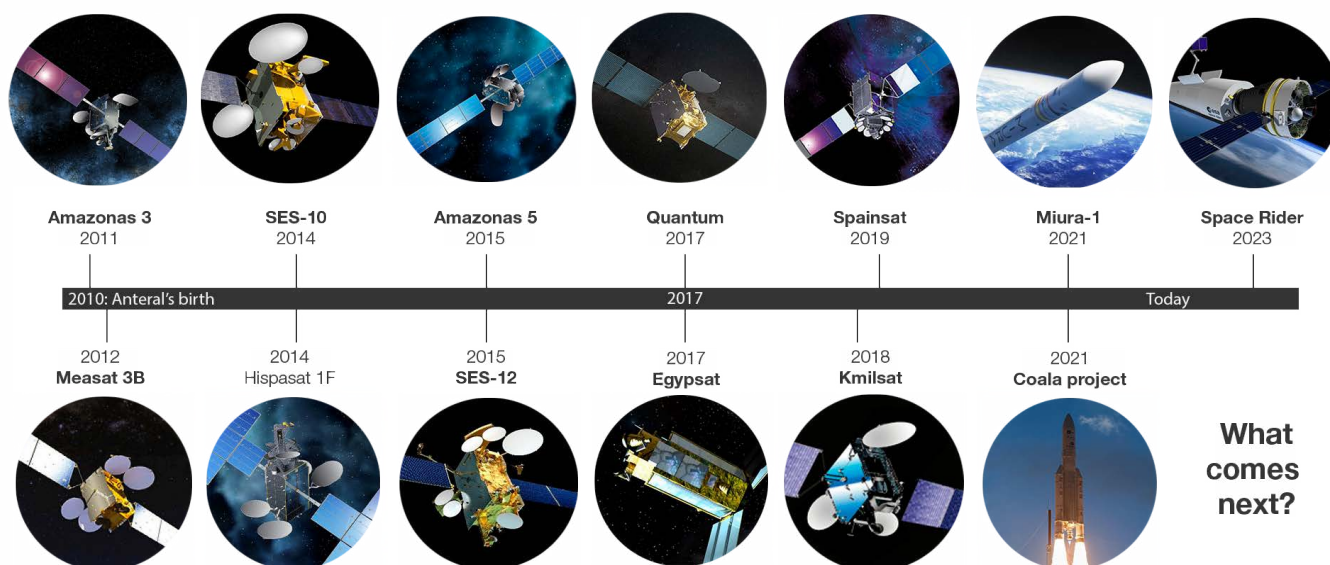 Amazonas 3
2011
SES-10
2014
Amazonas 5
2015
Quantum
2017
Spainsat
2019
Miura-1
2021
Space Rider
2023
2010: Anteral's birth
2017
Today
2012
Measat 3B
2014
Hispasat 1F
2015
SES-12
2017
Egypsat
2018
Kmilsat
2021
Coala project
What
comes
next?